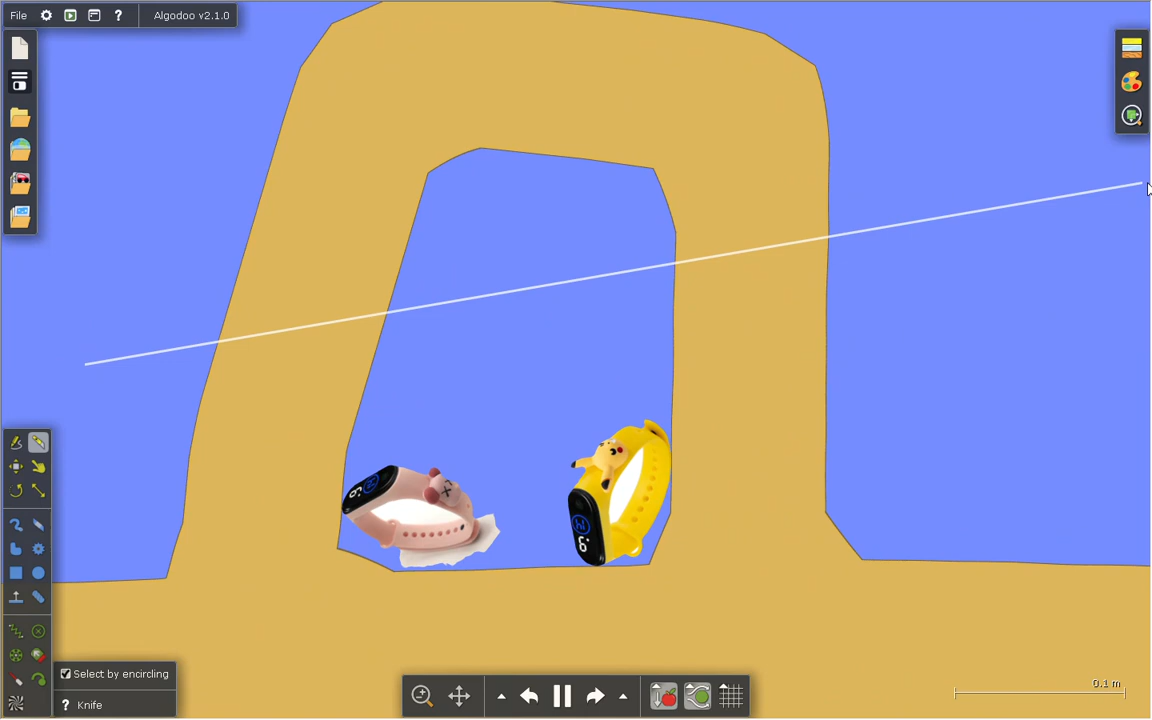 File
?
Algodoo v2.1.0
Select by encircling
? Knife
0.1 m